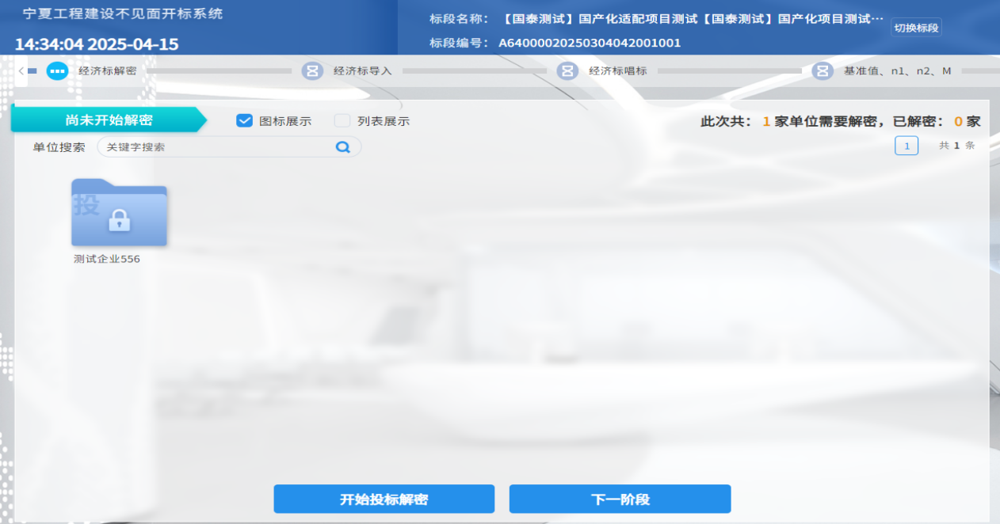 宁夏工程建设不见面开标系统
14:34:04 2025-04-15
标段名称： 【国泰测试】国产化适配项目测试【国泰测试】国产化项目测试…
标段编号： A6400002025030404​2001001
切换标段
经济标解密
经济标导入
经济标唱标
基准值、n1、n2、M
尚未开始解密
图标展示
列表展示
此次共： 1 家单位需要解密，已解密： 0 家
单位搜索
关键字搜索
1
共 1 条
投
测试企业556
开始投标解密
下一阶段